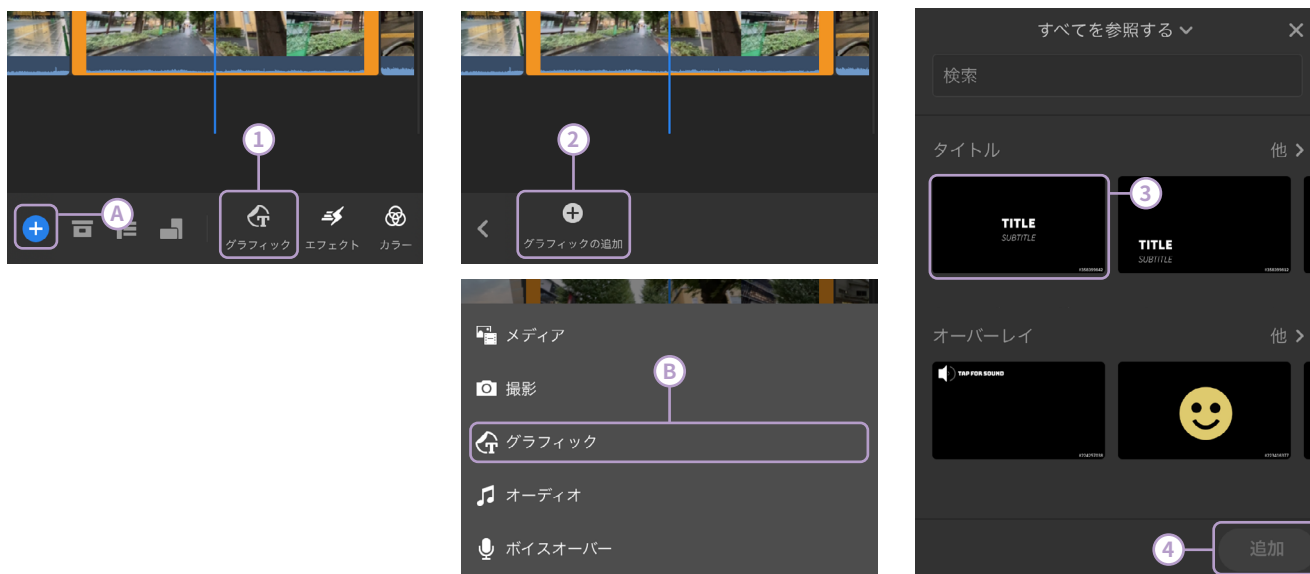 1
A
グラフィック
エフェクト
カラー
2
グラフィックの追加
メディア
撮影
B
グラフィック
オーディオ
ボイスオーバー
すべてを参照する
検索
タイトル
他
3
TITLE
SUBTITLE
TITLE
SUBTITLE
オーバーレイ
他
TAP FOR SOUND
4
追加